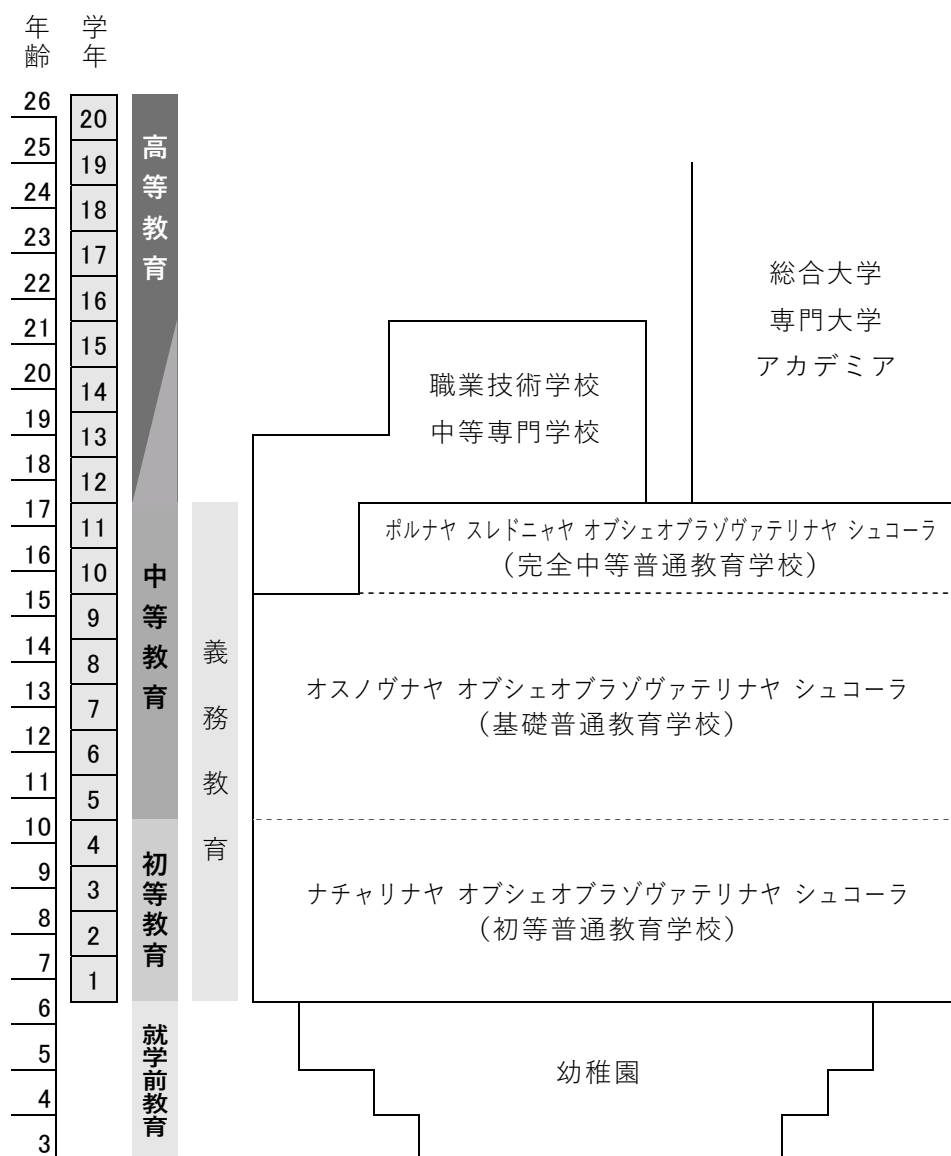 年齢
学年
26
25
24
23
22
21
20
19
18
17
16
15
14
13
12
11
10
9
8
7
6
5
4
3
20
19
18
17
16
15
14
13
12
11
10
9
8
7
6
5
4
3
2
1
高等教育
中等教育
初等教育
就学前教育
義務教育
総合大学
専門大学
アカデミア
職業技術学校
中等専門学校
ポルナヤ スレドニャヤ オブシェオブラゾヴァテリナヤ シュコーラ
(完全中等普通教育学校)
オスノヴナヤ オブシェオブラゾヴァテリナヤ シュコーラ
(基礎普通教育学校)
ナチャリナヤ オブシェオブラゾヴァテリナヤ シュコーラ
(初等普通教育学校)
幼稚園